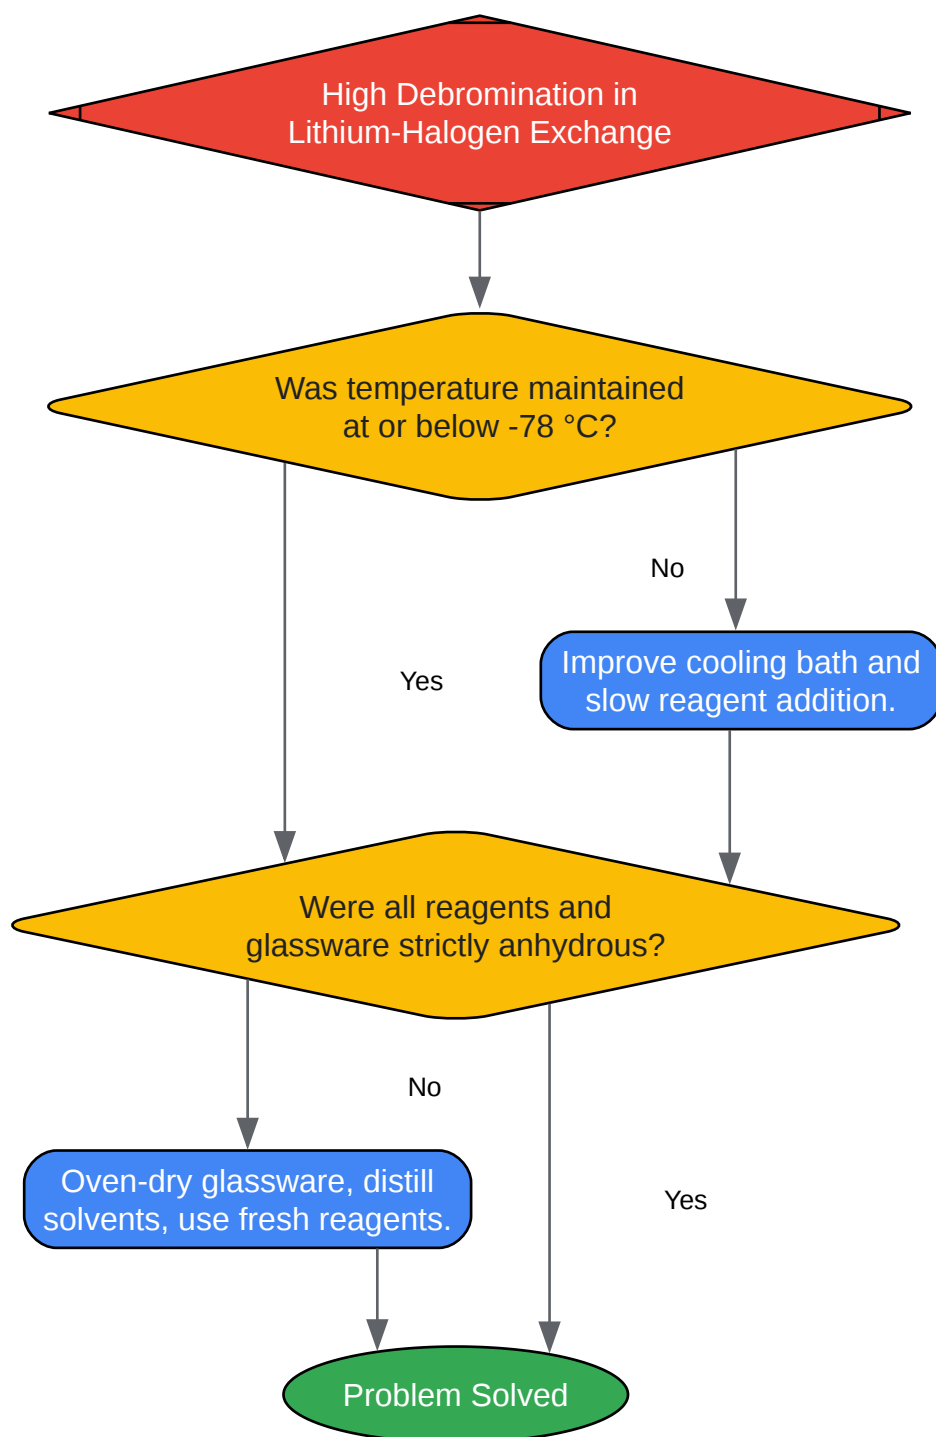 High Debromination in
Lithium-Halogen Exchange
Was temperature maintained
at or below -78 °C?
No
Improve cooling bath and
slow reagent addition.
Yes
Were all reagents and
glassware strictly anhydrous?
No
Oven-dry glassware, distill
solvents, use fresh reagents.
Yes
Problem Solved